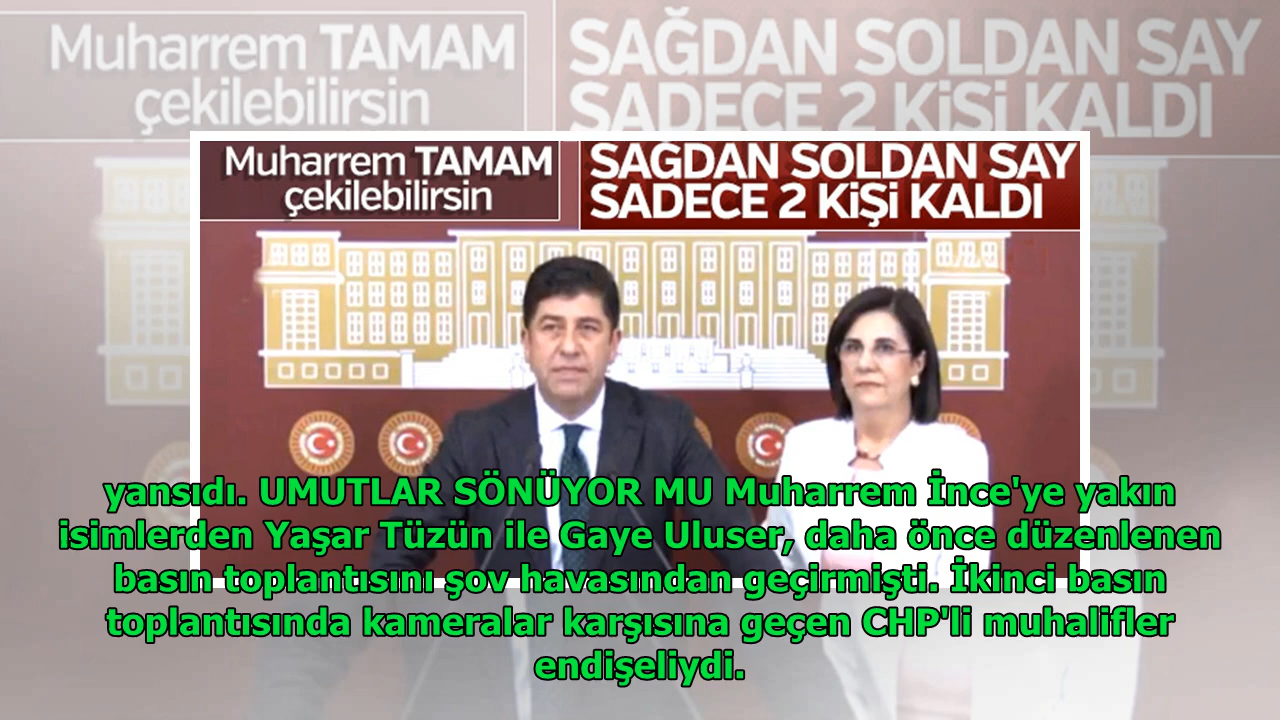 Muharrem TAMAM
çekilebilirsin
SAĞDAN SOLDAN SAY
SADECE 2 KİŞİ KALDI
Muharrem TAMAM
çekilebilirsin
SAĞDAN SOLDAN SAY
SADECE 2 KİŞİ KALDI
yansıdı. UMUTLAR SÖNÜYOR MU Muharrem İnce'ye yakın
isimlerden Yaşar Tüzün ile Gaye Uluser, daha önce düzenlenen
basın toplantısını şov havasından geçirmişti. İkinci basın
toplantısında kameralar karşısına geçen CHP'li muhalifler
endişeliydi.